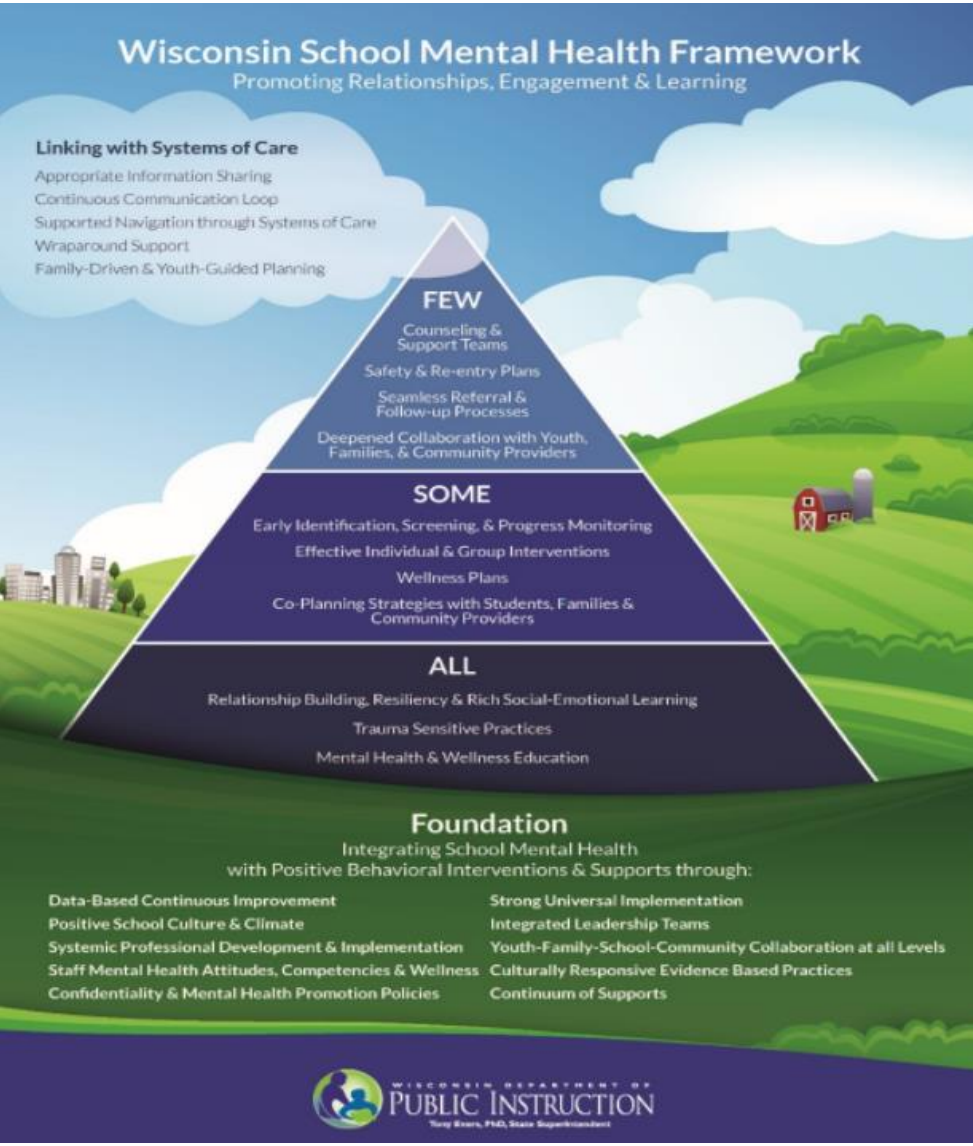 Wisconsin School Mental Health Framework
Promoting Relationships, Engagement & Learning
Linking with Systems of Care
Appropriate Information Sharing
Continuous Communication Loop
Supported Navigation through Systems of Care
Wraparound Support
Family-Driven & Youth-Guided Planning
FEW
Counseling &
Support Teams
Safety & Re-entry Plans
Seamless Referral &
Follow-up Processes
Deepened Collaboration with Youth,
Families, & Community Providers
SOME
Early Identification, Screening, & Progress Monitoring
Effective Individual & Group Interventions
Wellness Plans
Co-Planning Strategies with Students, Families &
Community Providers
ALL
Relationship Building, Resiliency & Rich Social-Emotional Learning
Trauma Sensitive Practices
Mental Health & Wellness Education
Foundation
Integrating School Mental Health
with Positive Behavioral Interventions & Supports through:
Data-Based Continuous Improvement
Positive School Culture & Climate
Systemic Professional Development & Implementation
Staff Mental Health Attitudes, Competencies & Wellness
Confidentiality & Mental Health Promotion Policies
Strong Universal Implementation
Integrated Leadership Teams
Youth-Family-School-Community Collaboration at all Levels
Culturally Responsive Evidence Based Practices
Continuum of Supports
WISCONSIN DEPARTMENT OF
PUBLIC INSTRUCTION
Tony Evers, PhD, State Superintendent